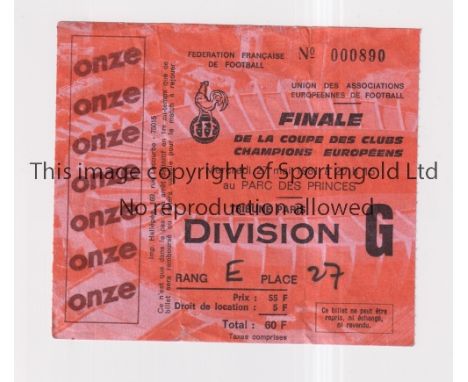 onze
onze
onze
onze
onze
onze
onze
FEDERATION FRANÇAISE
DE FOOTBALL
Nº 000890
UNION DES ASSOCIATIONS
EUROPÉENNES DE FOOTBALL
FINALE
DE LA COUPE DES CLUBS
CHAMPIONS EUROPÉENS
This image copyright of Sportingold Ltd
au PARC DES PRINCES
No reproduction allowed
TRIBUNE PARIS
DIVISION G
RANG E PLACE 27
Prix : 55 F
Droit de location : 5 F
Total : 60 F
Taxes comprises
Ce billet ne peut être
repris, ni échangé,
ni revendu.